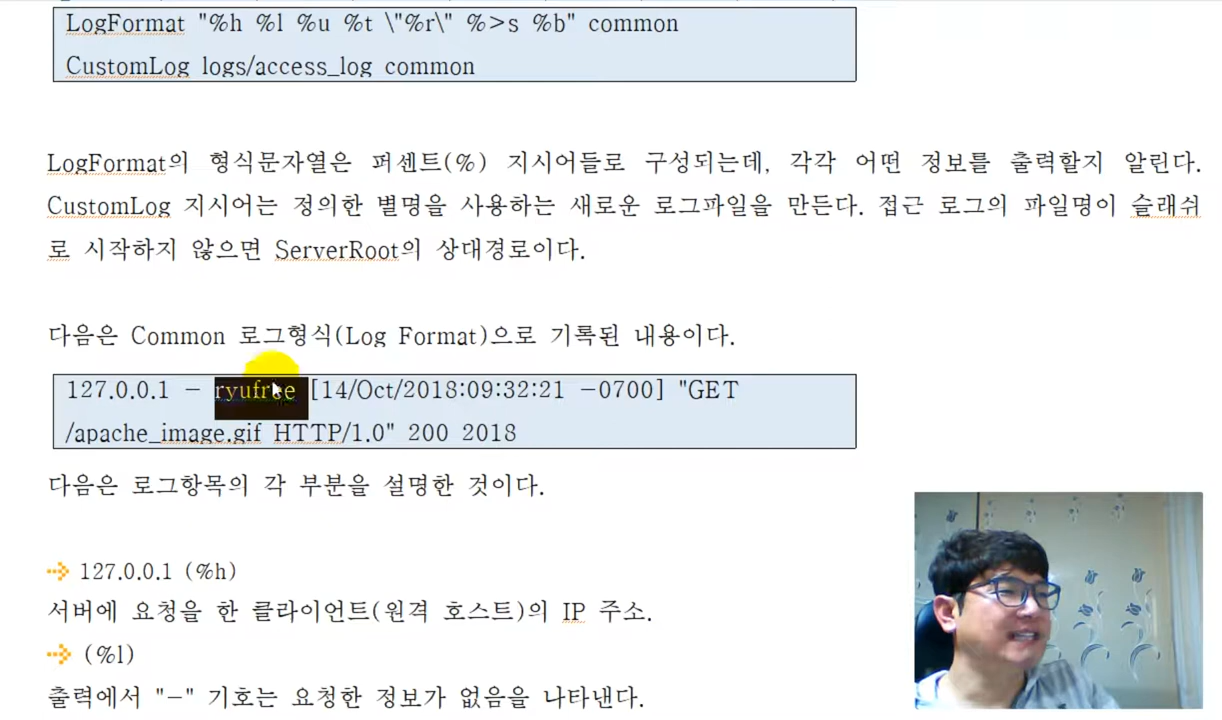 LogFormat "%h %l %u %t \"%r\" %>s %b" common
CustomLog logs/access_log common
LogFormat의 형식문자열은 퍼센트(%) 지시어들로 구성되는데, 각각 어떤 정보를 출력할지 알린다.
CustomLog 지시어는 정의한 별명을 사용하는 새로운 로그파일을 만든다. 접근 로그의 파일명이 슬래쉬
로 시작하지 않으면 ServerRoot의 상대경로이다.
다음은 Common 로그형식(Log Format)으로 기록된 내용이다.
127.0.0.1 - ryufree [14/Oct/2018:09:32:21 -0700] "GET
/apache_image.gif HTTP/1.0" 200 2018
다음은 로그항목의 각 부분을 설명한 것이다.
127.0.0.1 (%h)
서버에 요청을 한 클라이언트(원격 호스트)의 IP 주소.
(%l)
출력에서 "-" 기호는 요청한 정보가 없음을 나타낸다.